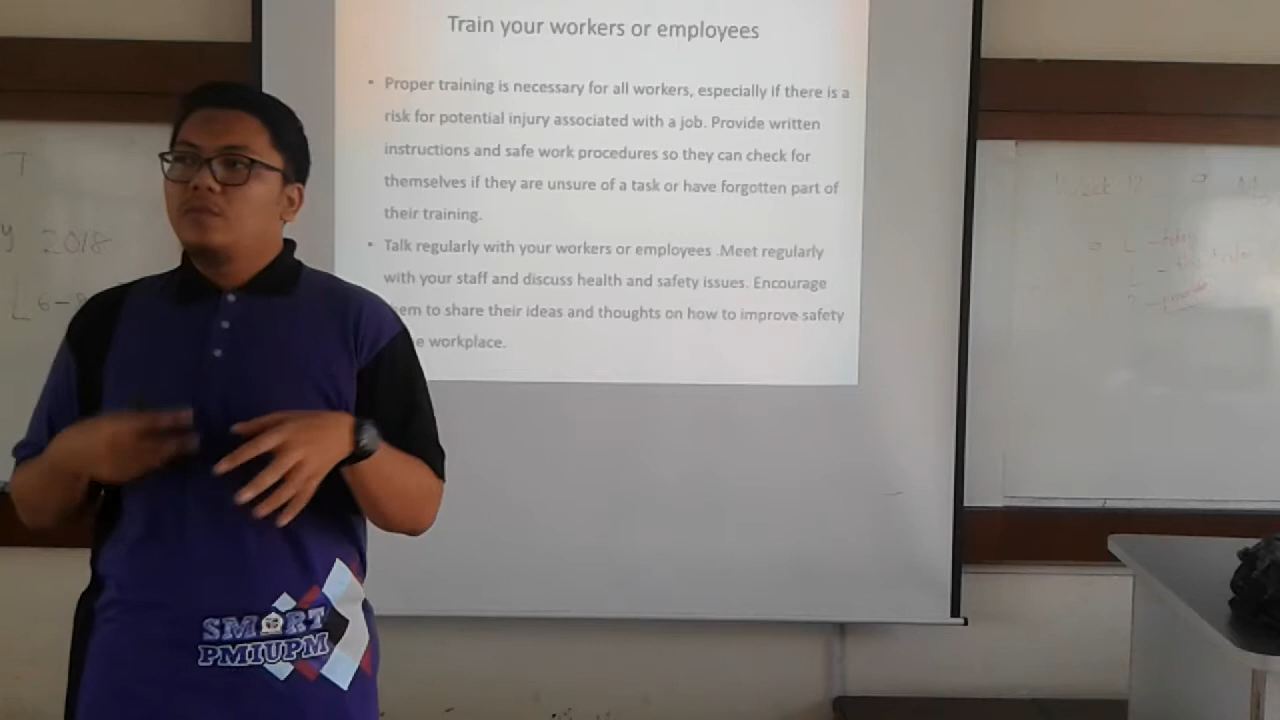 Train your workers or employees
• Proper training is necessary for all workers, especially if there is a
risk for potential injury associated with a job. Provide written
instructions and safe work procedures so they can check for
themselves if they are unsure of a task or have forgotten part of
their training.
• Talk regularly with your workers or employees .Meet regularly
with your staff and discuss health and safety issues. Encourage
em to share their ideas and thoughts on how to improve safety
e workplace.
2018
SMART
PMIUPM